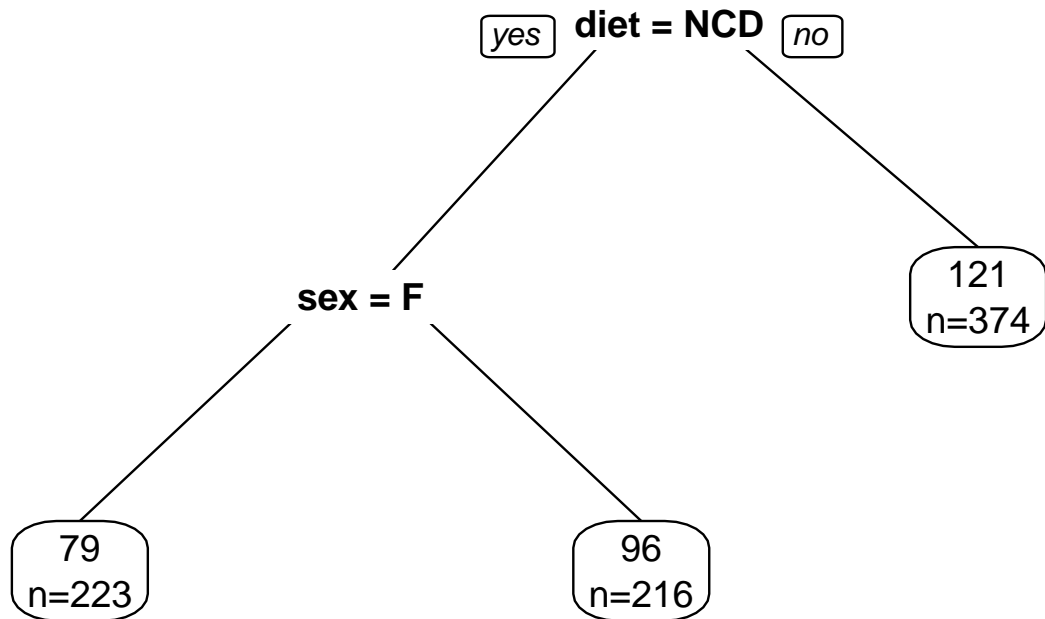 yes diet = NCD no
121
n=374
sex = F
79
n=223
96
n=216